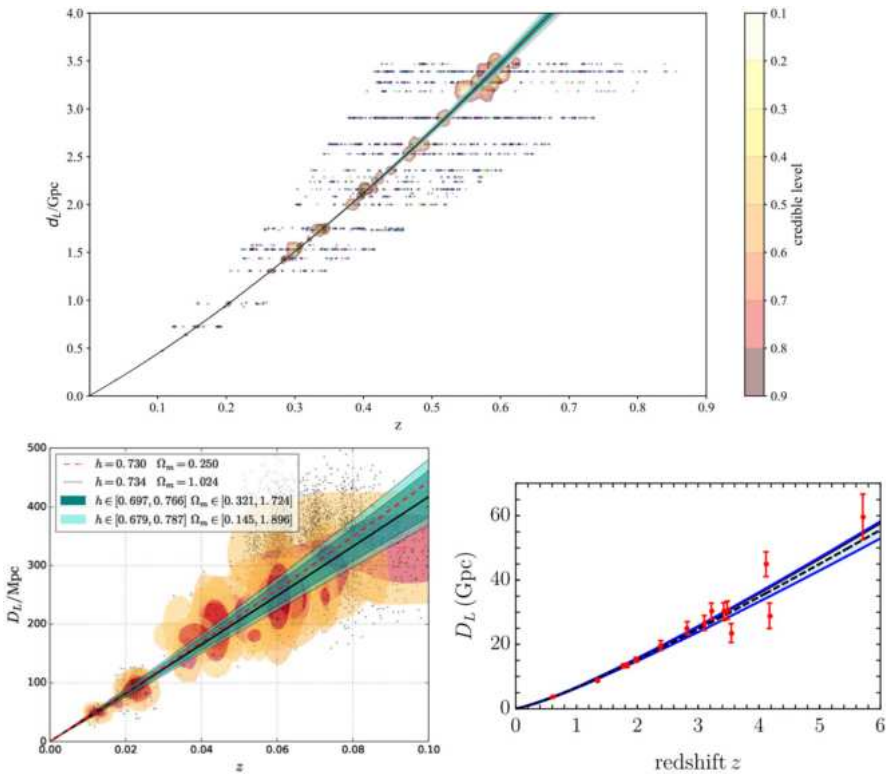 4.0
3.5
3.0
2.5
2.0
1.5
1.0
0.5
0.0
d_L/Gpc
0.1 0.2 0.3 0.4 0.5 0.6 0.7 0.8 0.9
z
0.1
0.2
0.3
0.4
0.5
0.6
0.7
0.8
0.9
credible level
500
400
300
200
100
0
D_L/Mpc
h = 0.730 Ω_m = 0.250
h = 0.734 Ω_m = 1.024
h ∈ [0.697, 0.766] Ω_m ∈ [0.321, 1.724]
h ∈ [0.679, 0.787] Ω_m ∈ [0.145, 1.896]
0.00 0.02 0.04 0.06 0.08 0.10
z
60
40
20
0
D_L (Gpc)
0 1 2 3 4 5 6
redshift z